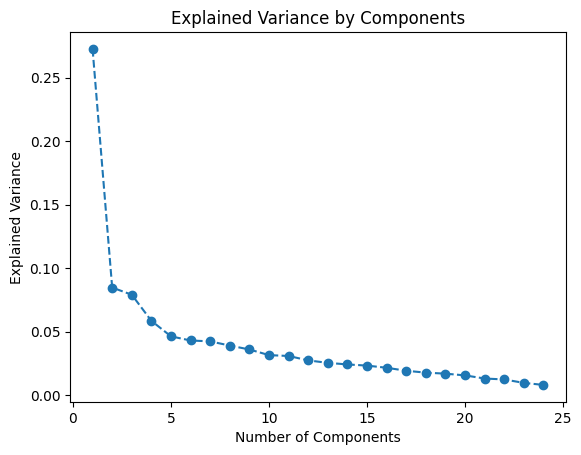 Explained Variance by Components
Explained Variance
0.25
0.20
0.15
0.10
0.05
0.00
0 5 10 15 20 25
Number of Components